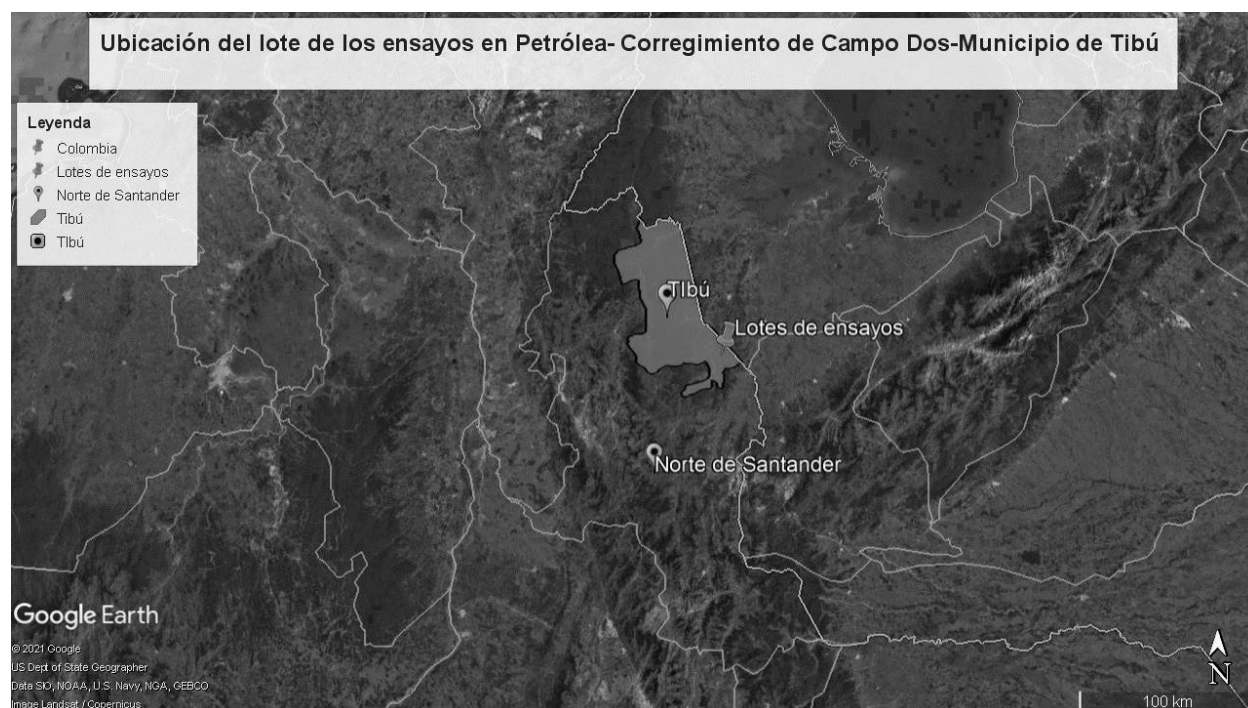 Ubicación del lote de los ensayos en Petrólea- Corregimiento de Campo Dos-Municipio de Tibú
Leyenda
Colombia
Lotes de ensayos
Norte de Santander
Tibú
TIbú
TIbú
Lotes de ensayos
Norte de Santander
Google Earth
© 2021 Google
US Dept of State Geographer
Data SIO, NOAA, U.S. Navy, NGA, GEBCO
Image Landsat / Copernicus
N
100 km